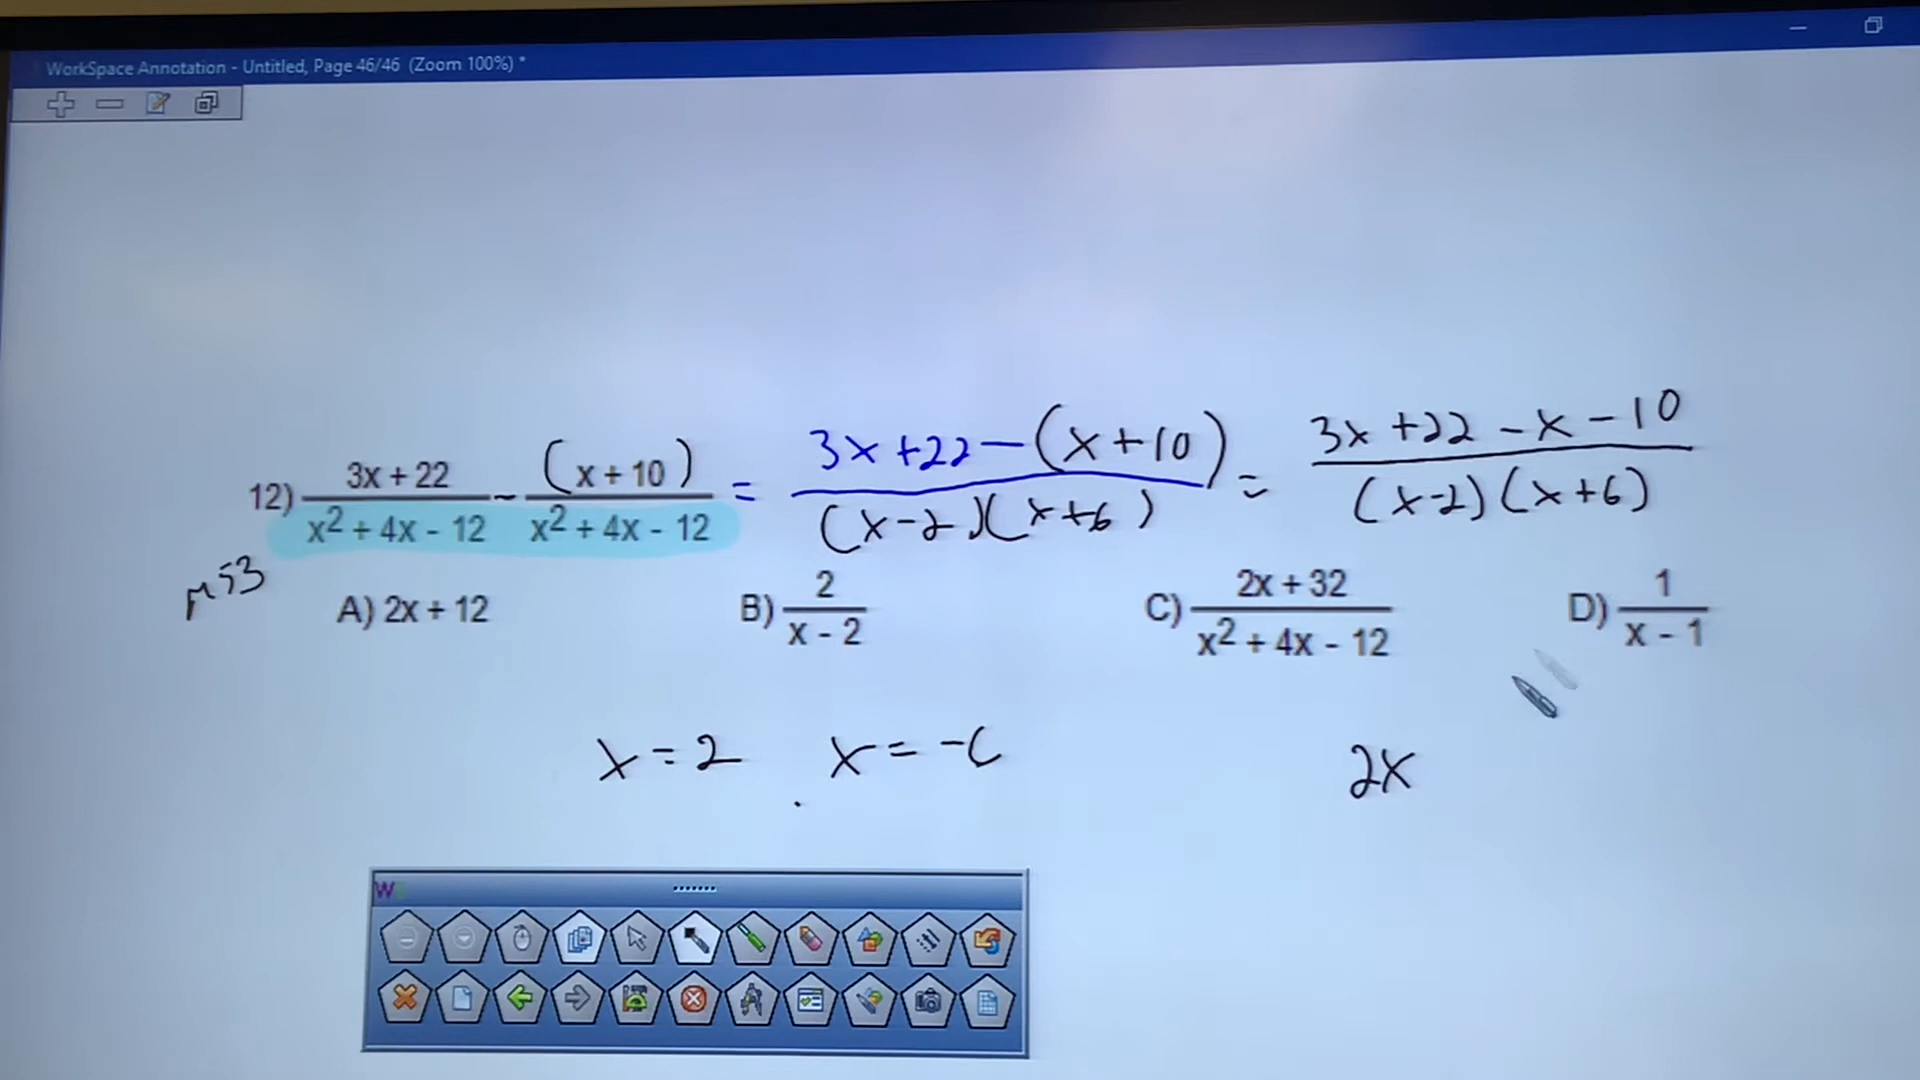 WorkSpace Annotation - Untitled, Page 46/46 (Zoom 100%) *
12) (3x + 22)/(x² + 4x - 12) - (x + 10)/(x² + 4x - 12) = (3x+22-(x+10))/((x-2)(x+6)) = (3x+22-x-10)/((x-2)(x+6))
A) 2x + 12 B) 2/(x - 2) C) (2x + 32)/(x² + 4x - 12) D) 1/(x - 1)
x=2 x=-6
2x
W